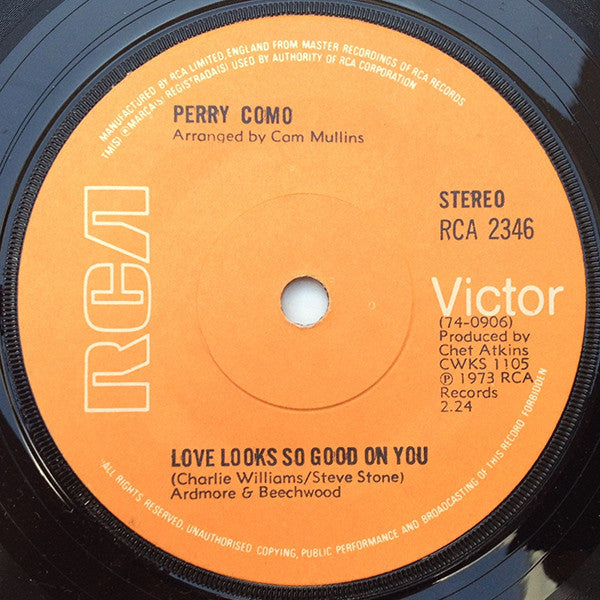 MANUFACTURED BY RCA LIMITED, ENGLAND FROM MASTER RECORDINGS OF RCA RECORDS
TM(S) ® MARCA(S) REGISTRADA(S) USED BY AUTHORITY OF RCA CORPORATION
PERRY COMO
Arranged by Cam Mullins
RCA
STEREO
RCA 2346
Victor
(74-0906)
Produced by
Chet Atkins
CWKS 1105
℗ 1973 RCA
Records
2.24
LOVE LOOKS SO GOOD ON YOU
(Charlie Williams/Steve Stone)
Ardmore & Beechwood
ALL RIGHTS RESERVED. UNAUTHORISED COPYING, PUBLIC PERFORMANCE AND BROADCASTING OF THIS RECORD FORBIDDEN